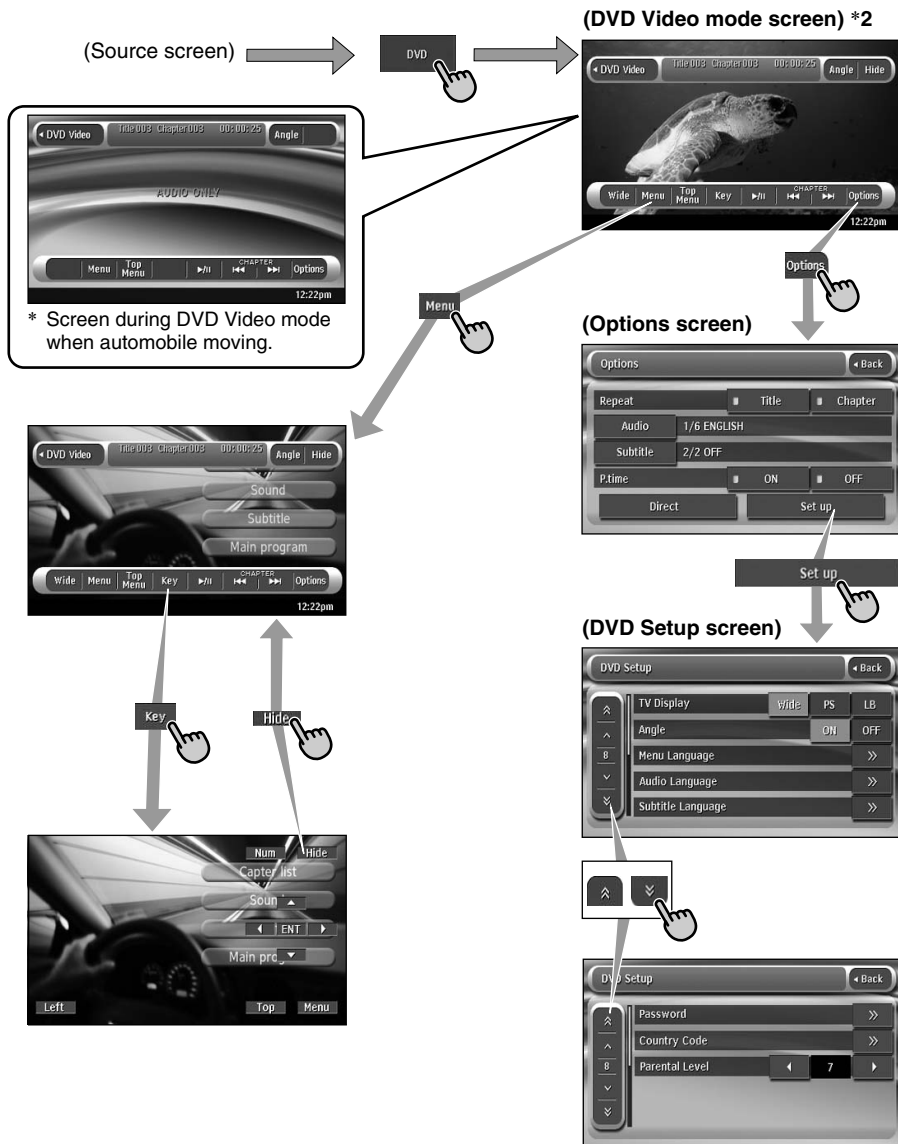 (DVD Video mode screen) *2
(Source screen)
DVD
DVD Video
Title 003 Chapter 003 00:00:25
Angle
Hide
Wide
Menu
Top Menu
Key
CHAPTER
Options
12:22pm
DVD Video
Title 003 Chapter 003 00:00:25
Angle
AUDIO ONLY
Menu
Top Menu
CHAPTER
Options
12:22pm
* Screen during DVD Video mode
when automobile moving.
Menu
Options
(Options screen)
Options
Back
Repeat
Title
Chapter
Audio
1/6 ENGLISH
Subtitle
2/2 OFF
P.time
ON
OFF
Direct
Set up
DVD Video
Title 003 Chapter 003 00:00:25
Angle
Hide
Sound
Subtitle
Main program
Wide
Menu
Top Menu
Key
CHAPTER
Options
12:22pm
Set up
(DVD Setup screen)
DVD Setup
Back
TV Display
Wide
PS
LB
Angle
ON
OFF
8
Menu Language
Audio Language
Subtitle Language
Key
Hide
Num
Hide
Capter list
Soun
ENT
Main prog
Left
Top
Menu
DVD Setup
Back
Password
Country Code
8
Parental Level
7